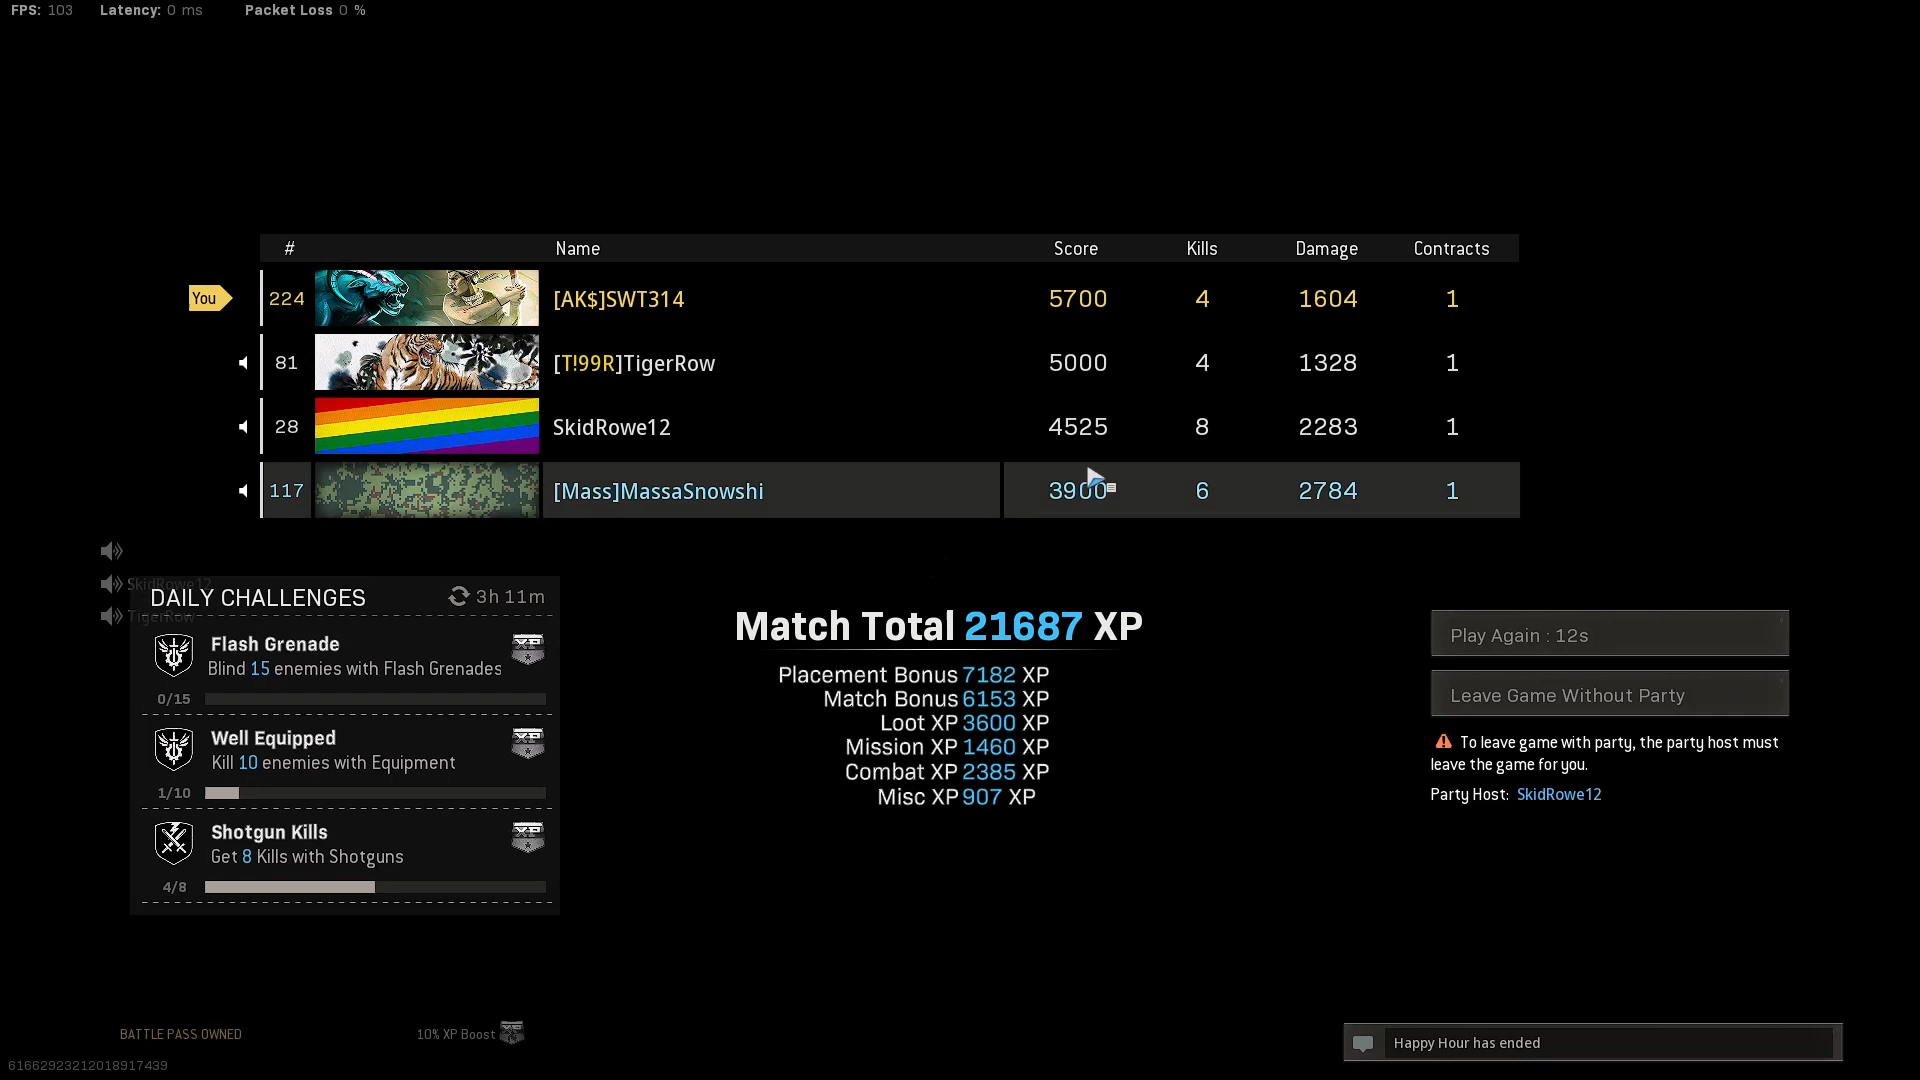 FPS: 103 Latency: 0 ms Packet Loss 0 %
# Name Score Kills Damage Contracts
You 224 [AK$]SWT314 5700 4 1604 1
81 [T!99R]TigerRow 5000 4 1328 1
28 SkidRowe12 4525 8 2283 1
117 [Mass]MassaSnowshi 3900 6 2784 1
SkidRowe12
TigerRow
DAILY CHALLENGES 3h 11m
Flash Grenade XP
Blind 15 enemies with Flash Grenades
0/15
Well Equipped XP
Kill 10 enemies with Equipment
1/10
Shotgun Kills XP
Get 8 Kills with Shotguns
4/8
Match Total 21687 XP
Placement Bonus 7182 XP
Match Bonus 6153 XP
Loot XP 3600 XP
Mission XP 1460 XP
Combat XP 2385 XP
Misc XP 907 XP
Play Again : 12s
Leave Game Without Party
To leave game with party, the party host must
leave the game for you.
Party Host: SkidRowe12
BATTLE PASS OWNED
10% XP Boost XP
Happy Hour has ended
61662923212018917439